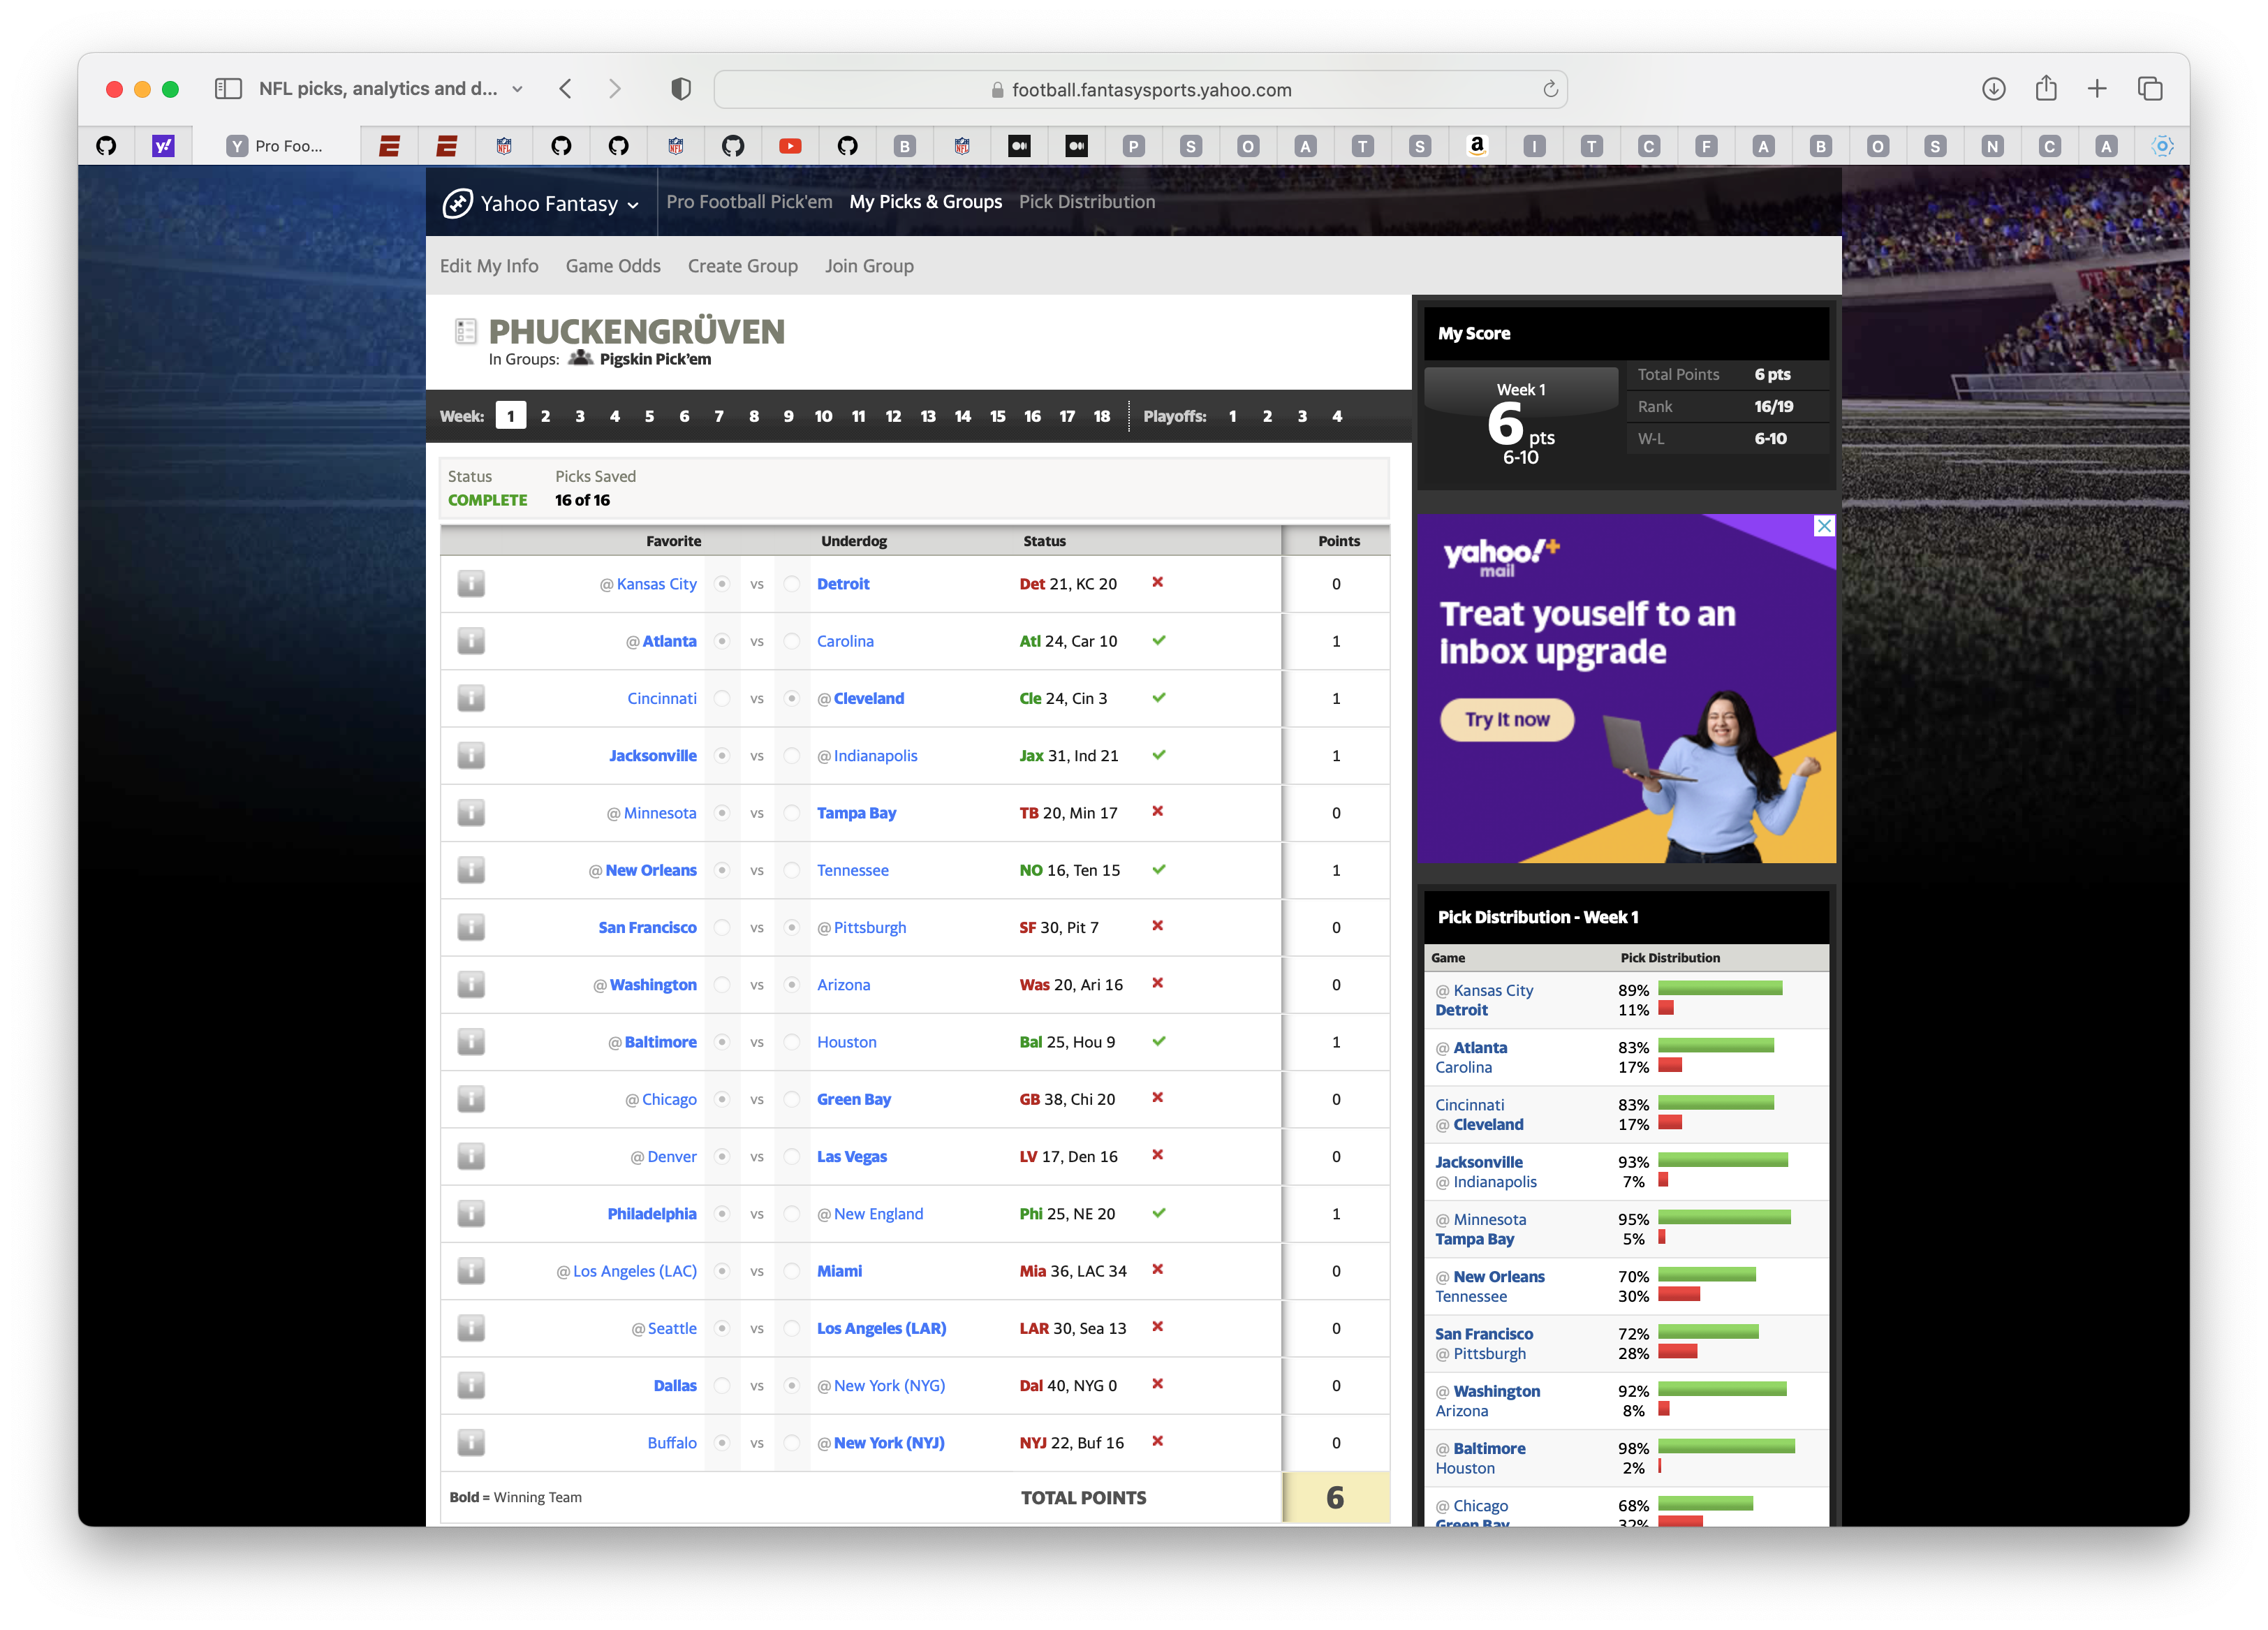 NFL picks, analytics and d...
football.fantasysports.yahoo.com
y! Y Pro Foo... E E NFL NFL B NFL P S O A T S a I T C F A B O S N C A
Yahoo Fantasy Pro Football Pick'em My Picks & Groups Pick Distribution
Edit My Info Game Odds Create Group Join Group
PHUCKENGRÜVEN
In Groups: Pigskin Pick'em
Week: 1 2 3 4 5 6 7 8 9 10 11 12 13 14 15 16 17 18 Playoffs: 1 2 3 4
Status Picks Saved
COMPLETE 16 of 16
Favorite Underdog Status Points
@ Kansas City vs Detroit Det 21, KC 20 0
@ Atlanta vs Carolina Atl 24, Car 10 1
Cincinnati vs @ Cleveland Cle 24, Cin 3 1
Jacksonville vs @ Indianapolis Jax 31, Ind 21 1
@ Minnesota vs Tampa Bay TB 20, Min 17 0
@ New Orleans vs Tennessee NO 16, Ten 15 1
San Francisco vs @ Pittsburgh SF 30, Pit 7 0
@ Washington vs Arizona Was 20, Ari 16 0
@ Baltimore vs Houston Bal 25, Hou 9 1
@ Chicago vs Green Bay GB 38, Chi 20 0
@ Denver vs Las Vegas LV 17, Den 16 0
Philadelphia vs @ New England Phi 25, NE 20 1
@ Los Angeles (LAC) vs Miami Mia 36, LAC 34 0
@ Seattle vs Los Angeles (LAR) LAR 30, Sea 13 0
Dallas vs @ New York (NYG) Dal 40, NYG 0 0
Buffalo vs @ New York (NYJ) NYJ 22, Buf 16 0
Bold = Winning Team TOTAL POINTS 6
My Score
Week 1
6 pts
6-10
Total Points 6 pts
Rank 16/19
W-L 6-10
yahoo!+
mail
Treat youself to an
inbox upgrade
Try it now
Pick Distribution - Week 1
Game Pick Distribution
@ Kansas City 89%
Detroit 11%
@ Atlanta 83%
Carolina 17%
Cincinnati 83%
@ Cleveland 17%
Jacksonville 93%
@ Indianapolis 7%
@ Minnesota 95%
Tampa Bay 5%
@ New Orleans 70%
Tennessee 30%
San Francisco 72%
@ Pittsburgh 28%
@ Washington 92%
Arizona 8%
@ Baltimore 98%
Houston 2%
@ Chicago 68%
Green Bay 32%